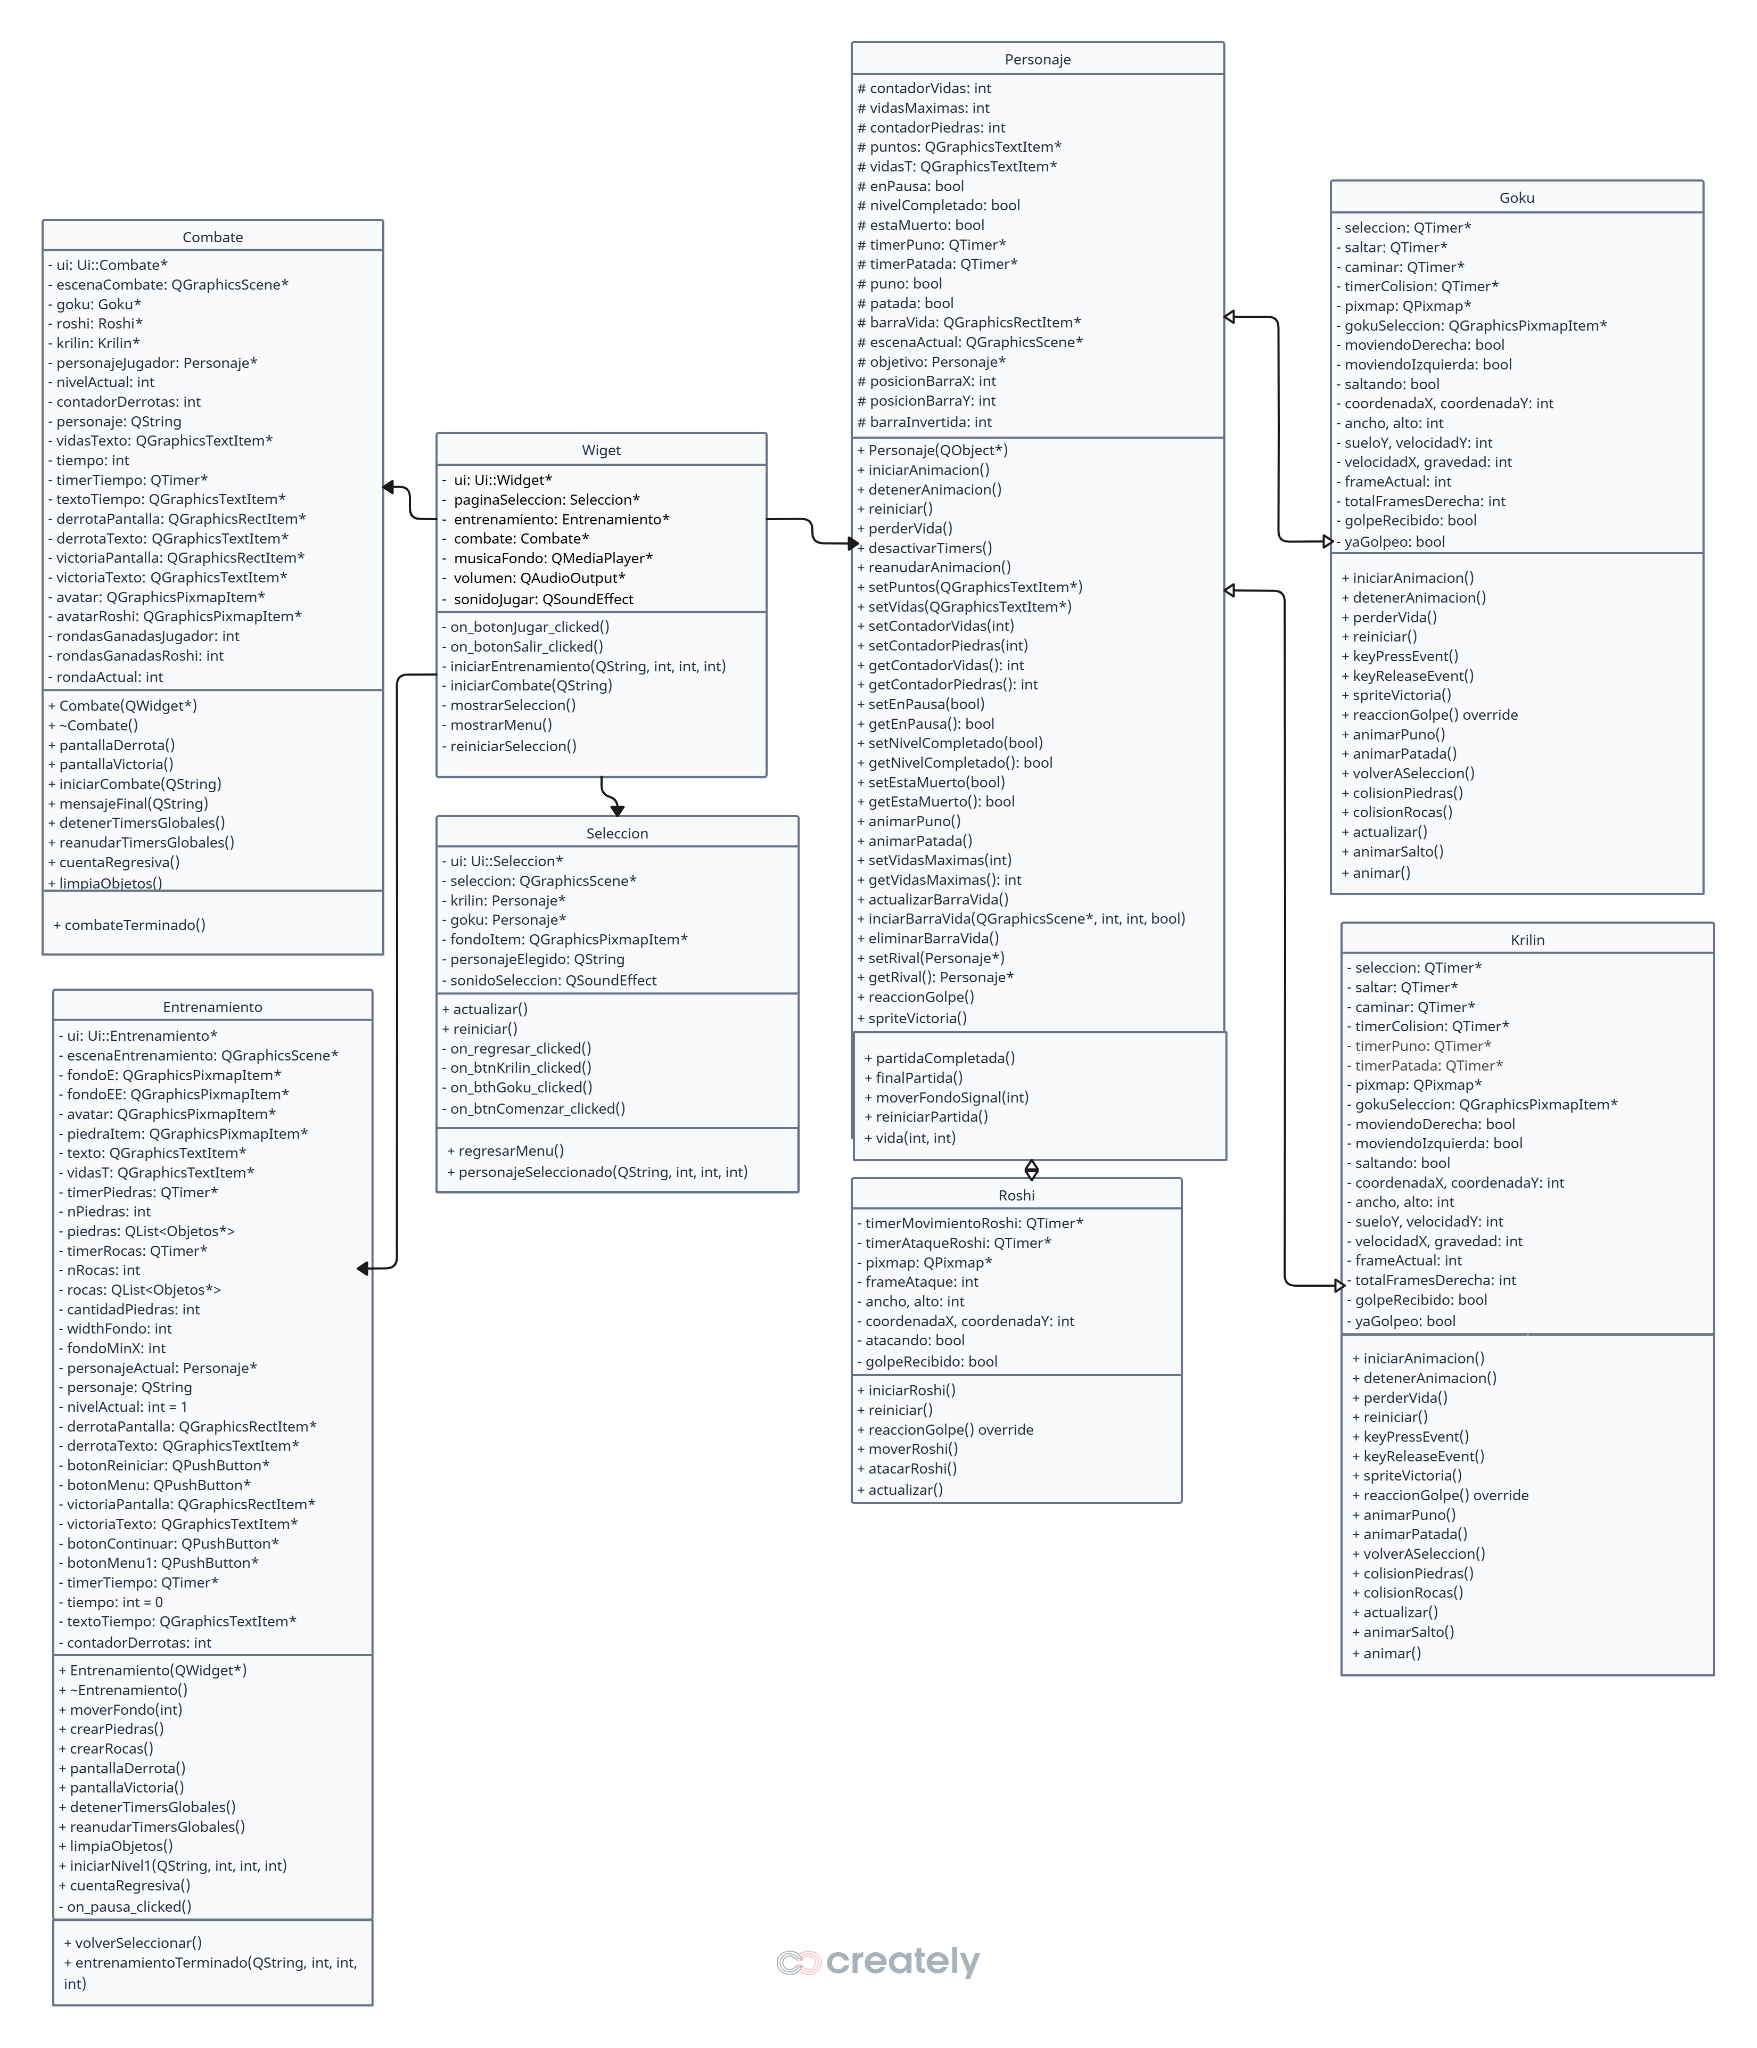 Personaje
# contadorVidas: int
# vidasMaximas: int
# contadorPiedras: int
# puntos: QGraphicsTextItem*
# vidasT: QGraphicsTextItem*
# enPausa: bool
# nivelCompletado: bool
# estaMuerto: bool
# timerPuno: QTimer*
# timerPatada: QTimer*
# puno: bool
# patada: bool
# barraVida: QGraphicsRectItem*
# escenaActual: QGraphicsScene*
# objetivo: Personaje*
# posicionBarraX: int
# posicionBarraY: int
# barraInvertida: int
+ Personaje(QObject*)
+ iniciarAnimacion()
+ detenerAnimacion()
+ reiniciar()
+ perderVida()
+ desactivarTimers()
+ reanudarAnimacion()
+ setPuntos(QGraphicsTextItem*)
+ setVidas(QGraphicsTextItem*)
+ setContadorVidas(int)
+ setContadorPiedras(int)
+ getContadorVidas(): int
+ getContadorPiedras(): int
+ setEnPausa(bool)
+ getEnPausa(): bool
+ setNivelCompletado(bool)
+ getNivelCompletado(): bool
+ setEstaMuerto(bool)
+ getEstaMuerto(): bool
+ animarPuno()
+ animarPatada()
+ setVidasMaximas(int)
+ getVidasMaximas(): int
+ actualizarBarraVida()
+ inciarBarraVida(QGraphicsScene*, int, int, bool)
+ eliminarBarraVida()
+ setRival(Personaje*)
+ getRival(): Personaje*
+ reaccionGolpe()
+ spriteVictoria()
+ partidaCompletada()
+ finalPartida()
+ moverFondoSignal(int)
+ reiniciarPartida()
+ vida(int, int)
Goku
- seleccion: QTimer*
- saltar: QTimer*
- caminar: QTimer*
- timerColision: QTimer*
- pixmap: QPixmap*
- gokuSeleccion: QGraphicsPixmapItem*
- moviendoDerecha: bool
- moviendoIzquierda: bool
- saltando: bool
- coordenadaX, coordenadaY: int
- ancho, alto: int
- sueloY, velocidadY: int
- velocidadX, gravedad: int
- frameActual: int
- totalFramesDerecha: int
- golpeRecibido: bool
- yaGolpeo: bool
+ iniciarAnimacion()
+ detenerAnimacion()
+ perderVida()
+ reiniciar()
+ keyPressEvent()
+ keyReleaseEvent()
+ spriteVictoria()
+ reaccionGolpe() override
+ animarPuno()
+ animarPatada()
+ volverASeleccion()
+ colisionPiedras()
+ colisionRocas()
+ actualizar()
+ animarSalto()
+ animar()
Combate
- ui: Ui::Combate*
- escenaCombate: QGraphicsScene*
- goku: Goku*
- roshi: Roshi*
- krilin: Krilin*
- personajeJugador: Personaje*
- nivelActual: int
- contadorDerrotas: int
- personaje: QString
- vidasTexto: QGraphicsTextItem*
- tiempo: int
- timerTiempo: QTimer*
- textoTiempo: QGraphicsTextItem*
- derrotaPantalla: QGraphicsRectItem*
- derrotaTexto: QGraphicsTextItem*
- victoriaPantalla: QGraphicsRectItem*
- victoriaTexto: QGraphicsTextItem*
- avatar: QGraphicsPixmapItem*
- avatarRoshi: QGraphicsPixmapItem*
- rondasGanadasJugador: int
- rondasGanadasRoshi: int
- rondaActual: int
+ Combate(QWidget*)
+ ~Combate()
+ pantallaDerrota()
+ pantallaVictoria()
+ iniciarCombate(QString)
+ mensajeFinal(QString)
+ detenerTimersGlobales()
+ reanudarTimersGlobales()
+ cuentaRegresiva()
+ limpiaObjetos()
+ combateTerminado()
Wiget
- ui: Ui::Widget*
- paginaSeleccion: Seleccion*
- entrenamiento: Entrenamiento*
- combate: Combate*
- musicaFondo: QMediaPlayer*
- volumen: QAudioOutput*
- sonidoJugar: QSoundEffect
- on_botonJugar_clicked()
- on_botonSalir_clicked()
- iniciarEntrenamiento(QString, int, int, int)
- iniciarCombate(QString)
- mostrarSeleccion()
- mostrarMenu()
- reiniciarSeleccion()
Seleccion
- ui: Ui::Seleccion*
- seleccion: QGraphicsScene*
- krilin: Personaje*
- goku: Personaje*
- fondoItem: QGraphicsPixmapItem*
- personajeElegido: QString
- sonidoSeleccion: QSoundEffect
+ actualizar()
+ reiniciar()
- on_regresar_clicked()
- on_btnKrilin_clicked()
- on_bthGoku_clicked()
- on_btnComenzar_clicked()
+ regresarMenu()
+ personajeSeleccionado(QString, int, int, int)
Krilin
- seleccion: QTimer*
- saltar: QTimer*
- caminar: QTimer*
- timerColision: QTimer*
- timerPuno: QTimer*
- timerPatada: QTimer*
- pixmap: QPixmap*
- gokuSeleccion: QGraphicsPixmapItem*
- moviendoDerecha: bool
- moviendoIzquierda: bool
- saltando: bool
- coordenadaX, coordenadaY: int
- ancho, alto: int
- sueloY, velocidadY: int
- velocidadX, gravedad: int
- frameActual: int
- totalFramesDerecha: int
- golpeRecibido: bool
- yaGolpeo: bool
+ iniciarAnimacion()
+ detenerAnimacion()
+ perderVida()
+ reiniciar()
+ keyPressEvent()
+ keyReleaseEvent()
+ spriteVictoria()
+ reaccionGolpe() override
+ animarPuno()
+ animarPatada()
+ volverASeleccion()
+ colisionPiedras()
+ colisionRocas()
+ actualizar()
+ animarSalto()
+ animar()
Entrenamiento
- ui: Ui::Entrenamiento*
- escenaEntrenamiento: QGraphicsScene*
- fondoE: QGraphicsPixmapItem*
- fondoEE: QGraphicsPixmapItem*
- avatar: QGraphicsPixmapItem*
- piedraItem: QGraphicsPixmapItem*
- texto: QGraphicsTextItem*
- vidasT: QGraphicsTextItem*
- timerPiedras: QTimer*
- nPiedras: int
- piedras: QList<Objetos*>
- timerRocas: QTimer*
- nRocas: int
- rocas: QList<Objetos*>
- cantidadPiedras: int
- widthFondo: int
- fondoMinX: int
- personajeActual: Personaje*
- personaje: QString
- nivelActual: int = 1
- derrotaPantalla: QGraphicsRectItem*
- derrotaTexto: QGraphicsTextItem*
- botonReiniciar: QPushButton*
- botonMenu: QPushButton*
- victoriaPantalla: QGraphicsRectItem*
- victoriaTexto: QGraphicsTextItem*
- botonContinuar: QPushButton*
- botonMenu1: QPushButton*
- timerTiempo: QTimer*
- tiempo: int = 0
- textoTiempo: QGraphicsTextItem*
- contadorDerrotas: int
+ Entrenamiento(QWidget*)
+ ~Entrenamiento()
+ moverFondo(int)
+ crearPiedras()
+ crearRocas()
+ pantallaDerrota()
+ pantallaVictoria()
+ detenerTimersGlobales()
+ reanudarTimersGlobales()
+ limpiaObjetos()
+ iniciarNivel1(QString, int, int, int)
+ cuentaRegresiva()
- on_pausa_clicked()
+ volverSeleccionar()
+ entrenamientoTerminado(QString, int, int,
int)
Roshi
- timerMovimientoRoshi: QTimer*
- timerAtaqueRoshi: QTimer*
- pixmap: QPixmap*
- frameAtaque: int
- ancho, alto: int
- coordenadaX, coordenadaY: int
- atacando: bool
- golpeRecibido: bool
+ iniciarRoshi()
+ reiniciar()
+ reaccionGolpe() override
+ moverRoshi()
+ atacarRoshi()
+ actualizar()
creately